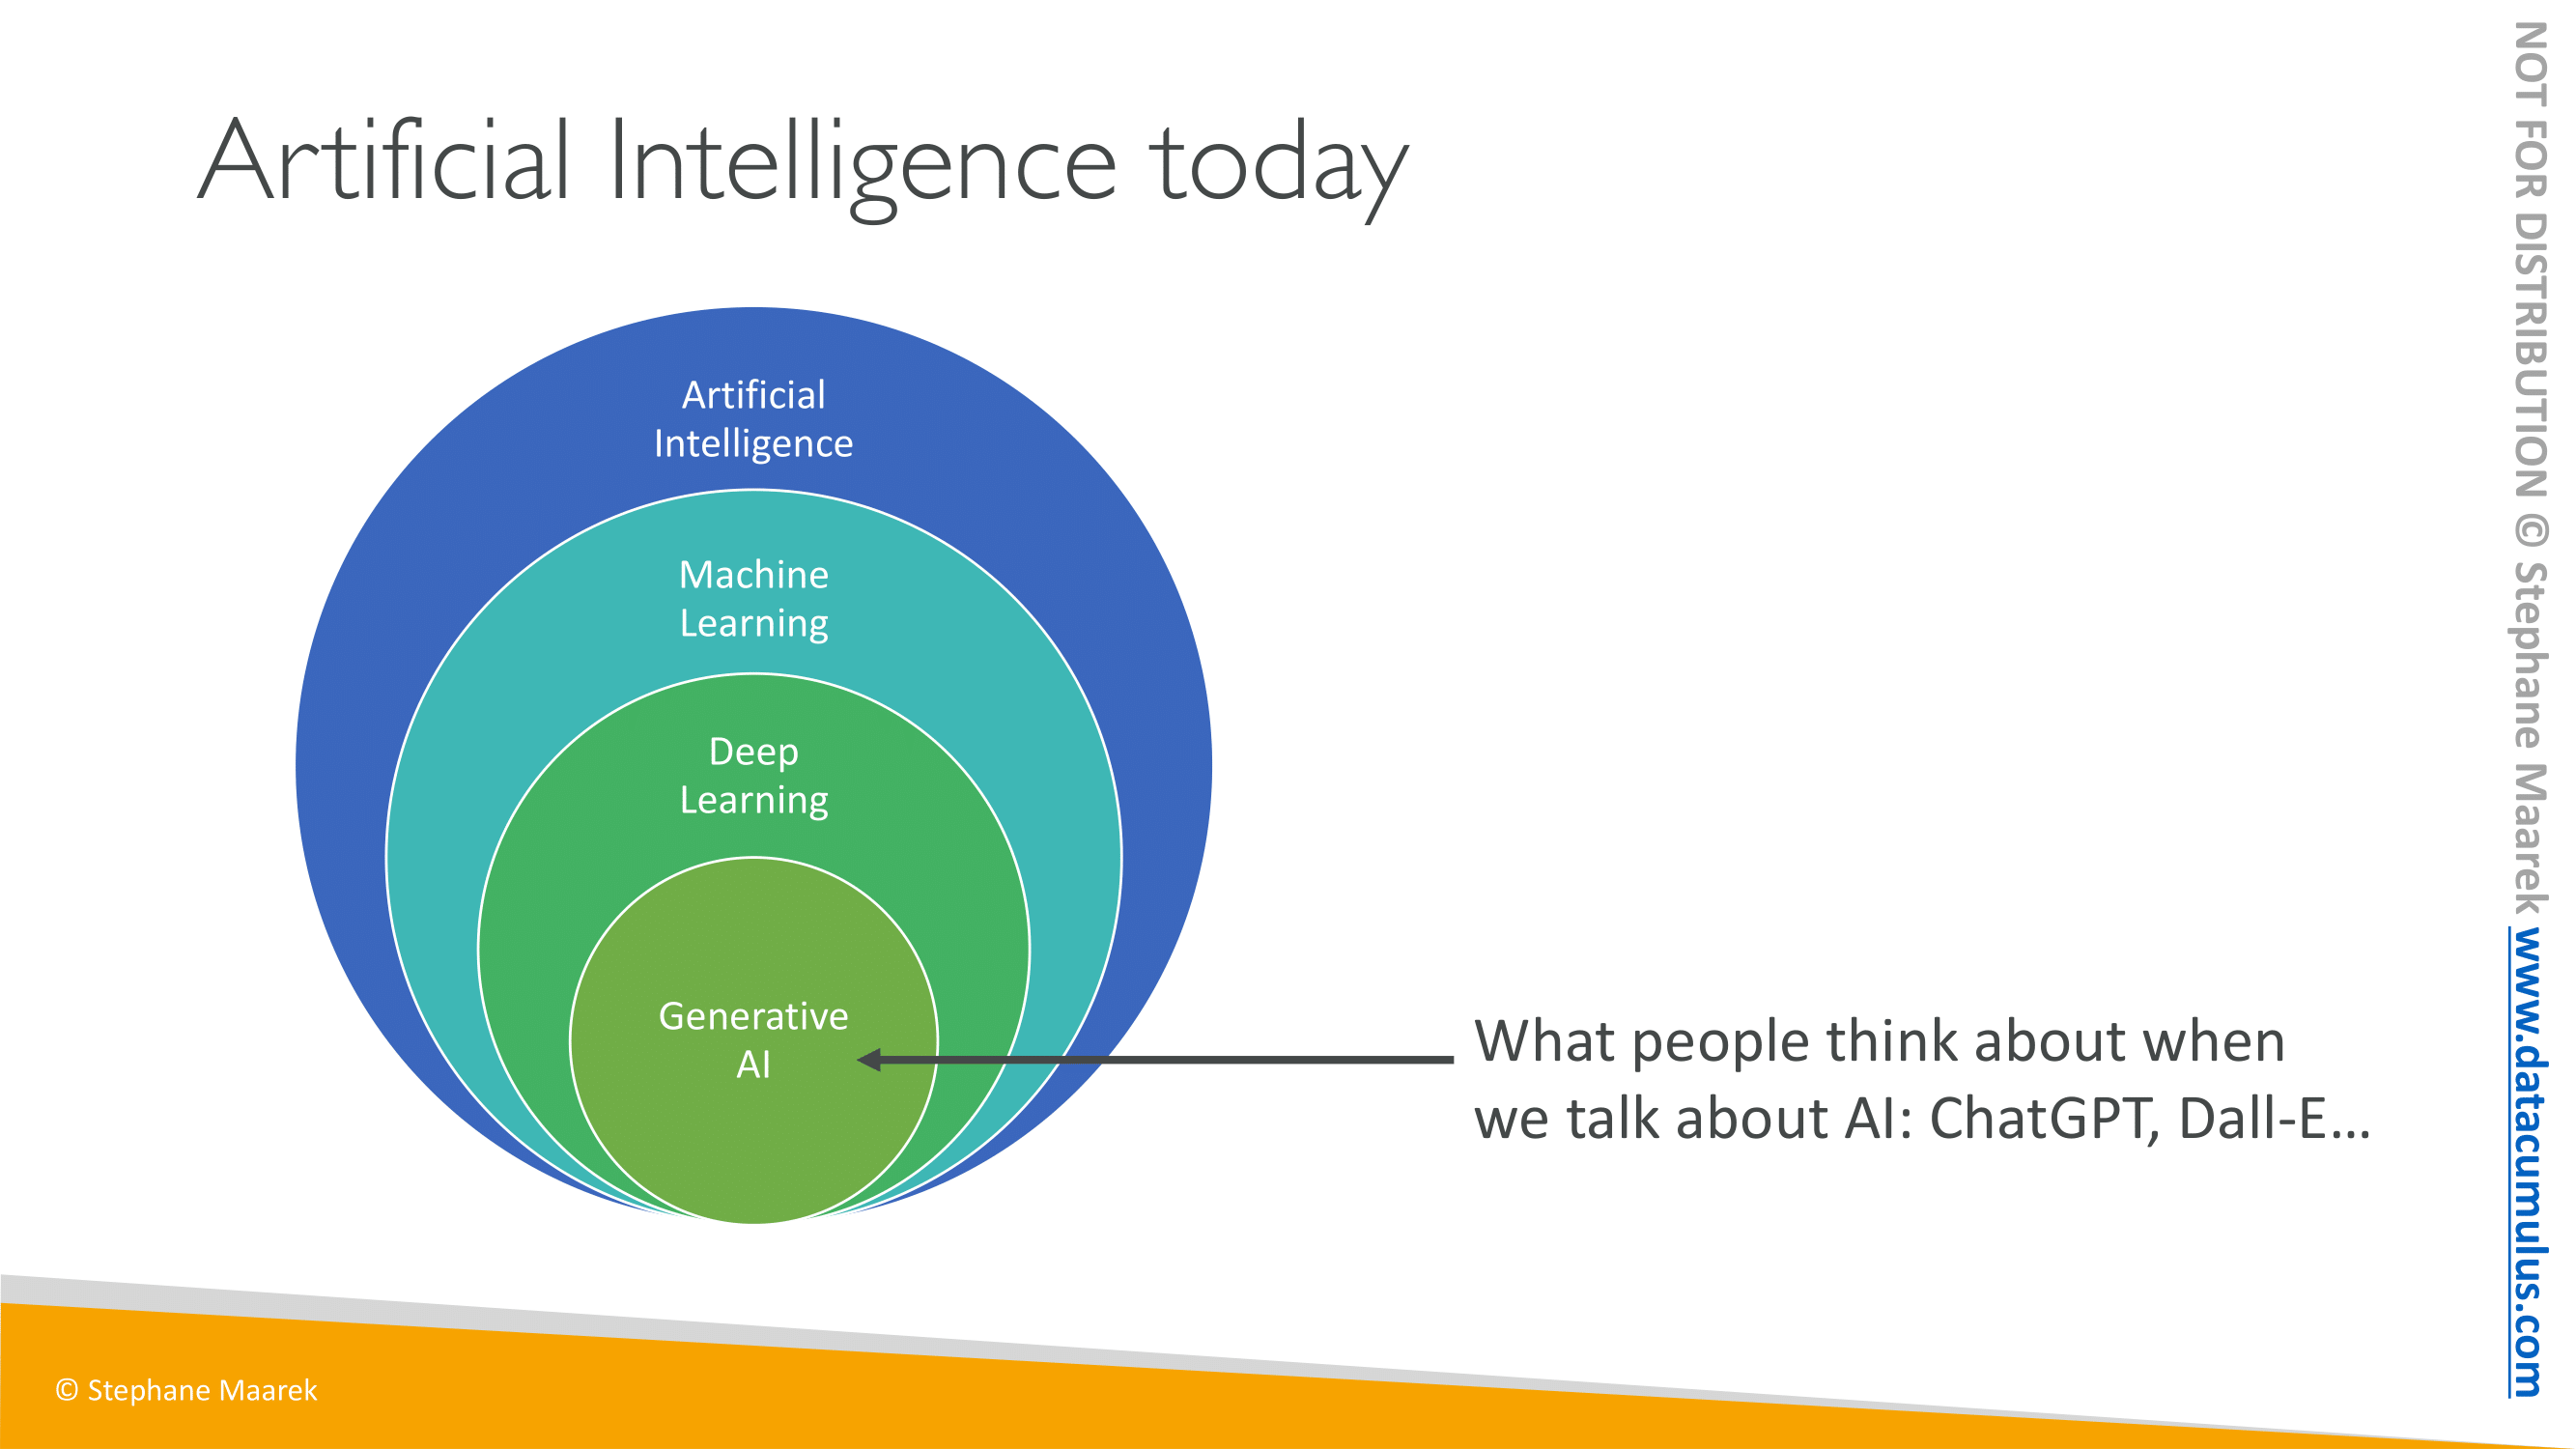 Artificial Intelligence today
Artificial
Intelligence
Machine
Learning
Deep
Learning
Generative
AI
What people think about when
we talk about AI: ChatGPT, Dall-E...
© Stephane Maarek
NOT FOR DISTRIBUTION © Stephane Maarek www.datacumulus.com